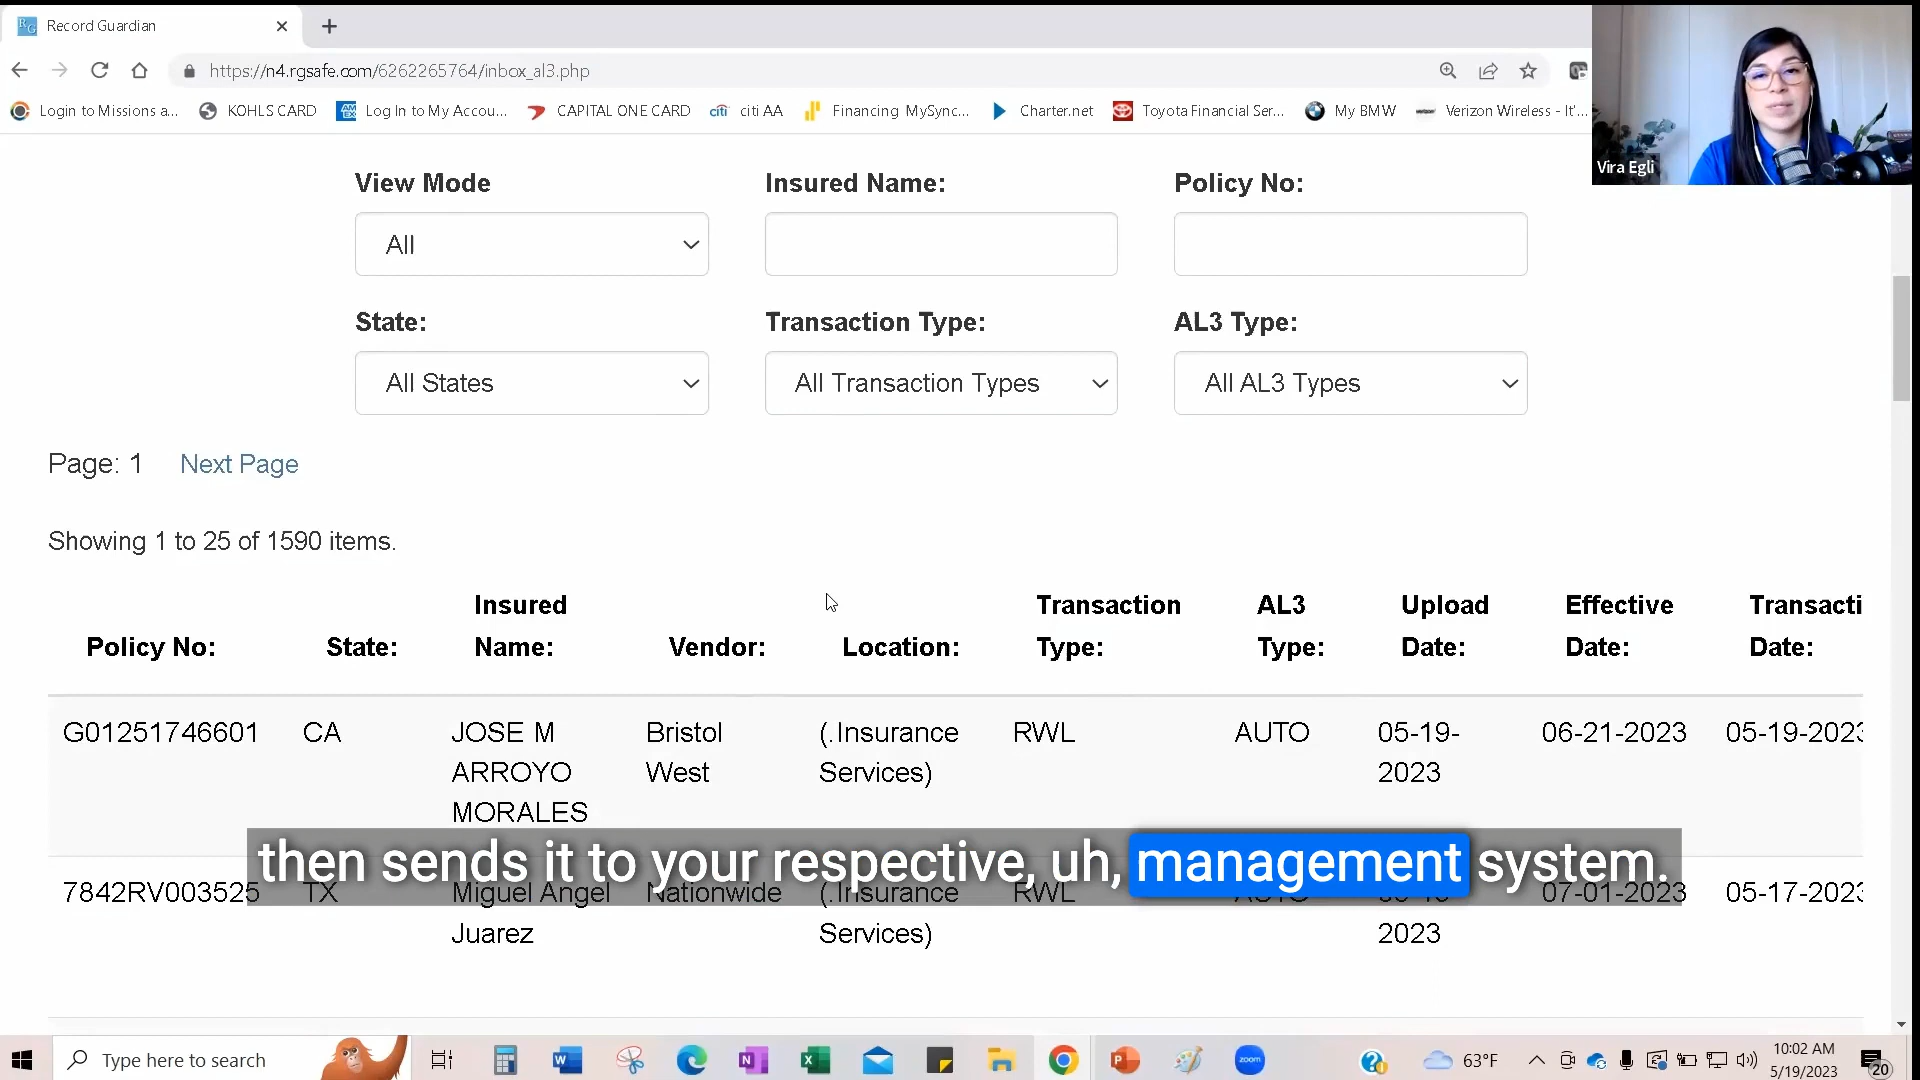 Record Guardian
https://n4.rgsafe.com/6262265764/inbox_al3.php
Login to Missions a...
KOHLS CARD
Log In to My Accou...
CAPITAL ONE CARD
citi AA
Financing MySync...
Charter.net
Toyota Financial Ser...
My BMW
Verizon Wireless - It'...
Vira Egli
View Mode
Insured Name:
Policy No:
All
State:
Transaction Type:
AL3 Type:
All States
All Transaction Types
All AL3 Types
Page: 1 Next Page
Showing 1 to 25 of 1590 items.
Insured Transaction AL3 Upload Effective Transacti
Policy No: State: Name: Vendor: Location: Type: Type: Date: Date: Date:
G01251746601 CA JOSE M Bristol (.Insurance RWL AUTO 05-19- 06-21-2023 05-19-2023
ARROYO West Services) 2023
MORALES
then sends it to your respective, uh, management system.
7842RV003525 TX Miguel Angel Nationwide (.Insurance RWL 07-01-2023 05-17-2023
Juarez Services) 2023
Type here to search
zoom
63°F
10:02 AM
5/19/2023
20